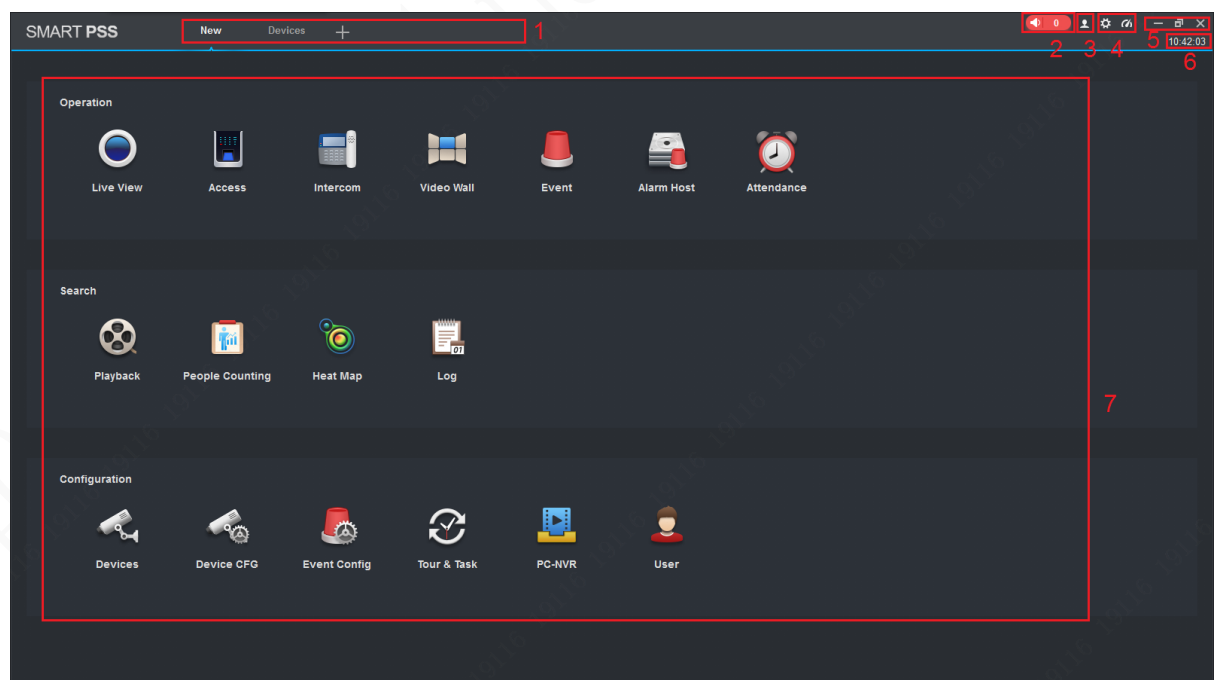 SMART PSS New Devices + 1 0
2 3 4 5 10:42:03
6
Operation
Live View Access Intercom Video Wall Event Alarm Host Attendance
Search
01
Playback People Counting Heat Map Log
7
Configuration
Devices Device CFG Event Config Tour & Task PC-NVR User